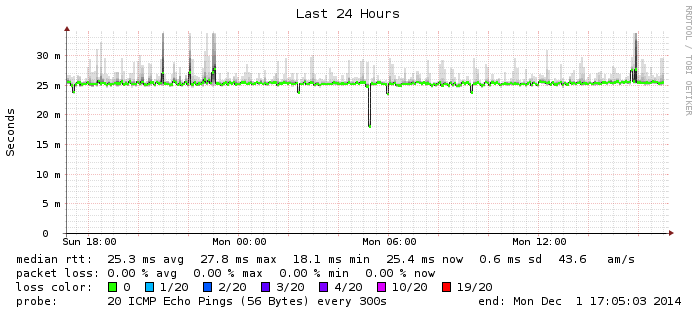 Last 24 Hours
RRDTOOL / TOBI OETIKER
Seconds
30 m
25 m
20 m
15 m
10 m
5 m
0
Sun 18:00 Mon 00:00 Mon 06:00 Mon 12:00
median rtt: 25.3 ms avg 27.8 ms max 18.1 ms min 25.4 ms now 0.6 ms sd 43.6 am/s
packet loss: 0.00 % avg 0.00 % max 0.00 % min 0.00 % now
loss color: 0 1/20 2/20 3/20 4/20 10/20 19/20
probe: 20 ICMP Echo Pings (56 Bytes) every 300s end: Mon Dec 1 17:05:03 2014